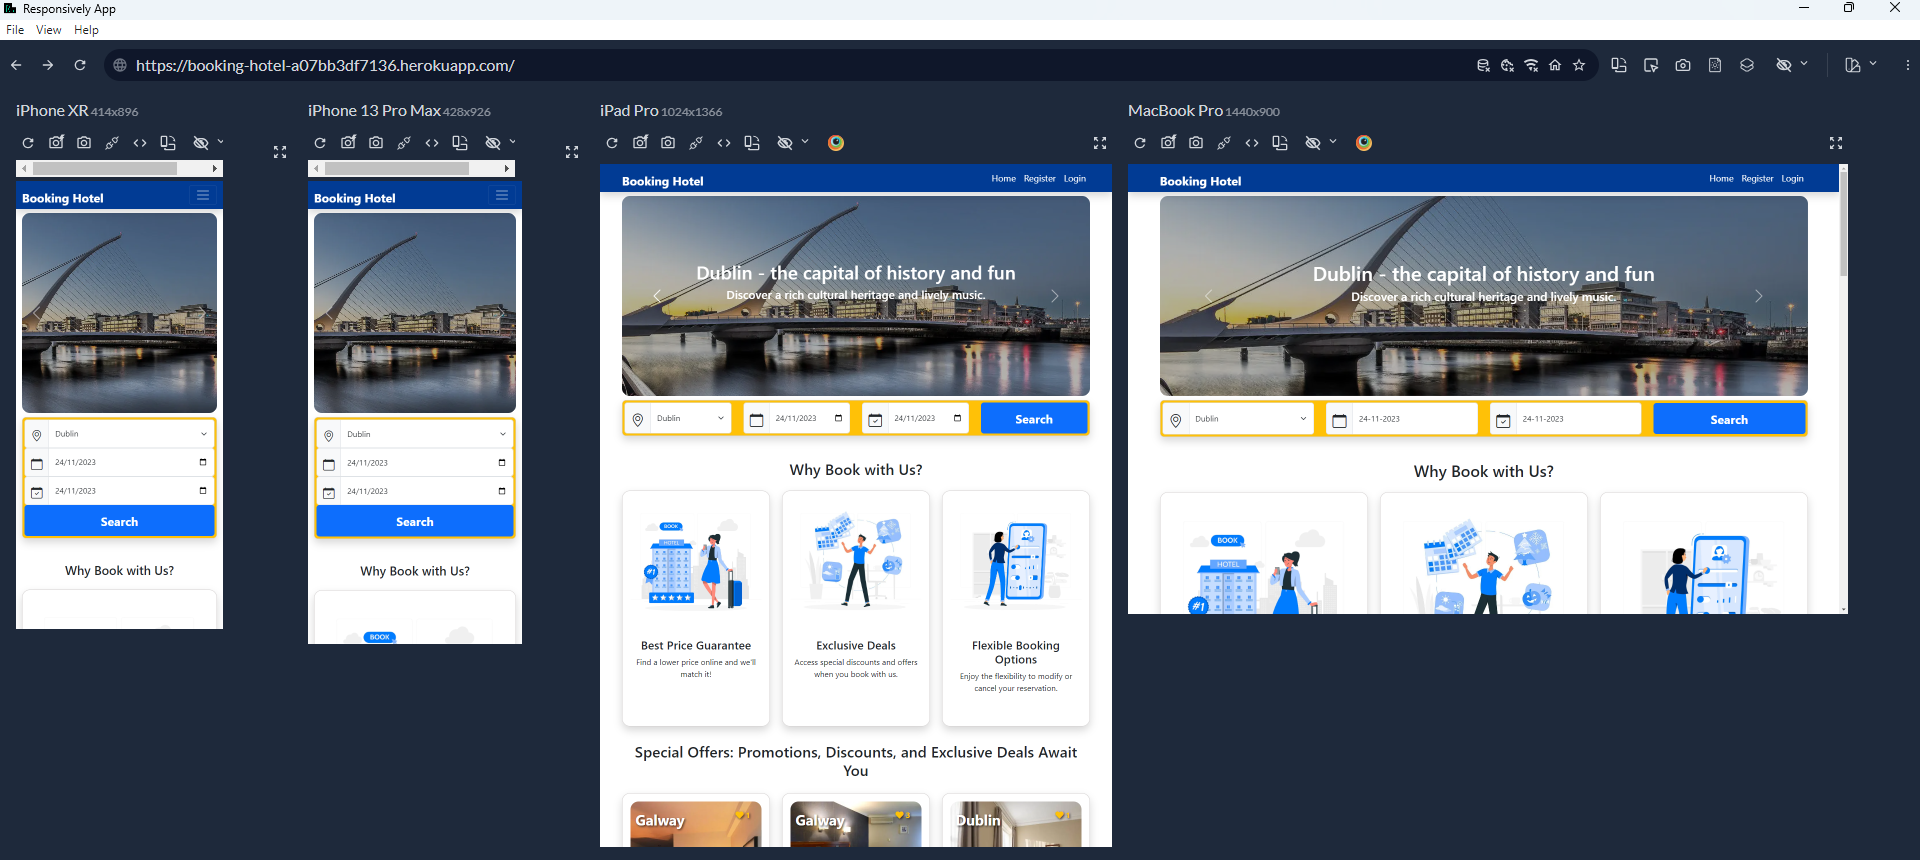 Responsively App
File View Help
https://booking-hotel-a07bb3df7136.herokuapp.com/
iPhone XR 414x896
Booking Hotel
Dublin
24/11/2023
24/11/2023
Search
Why Book with Us?
iPhone 13 Pro Max 428x926
Booking Hotel
Dublin
24/11/2023
24/11/2023
Search
Why Book with Us?
BOOK
iPad Pro 1024x1366
Booking Hotel
Home Register Login
Dublin - the capital of history and fun
Discover a rich cultural heritage and lively music.
Dublin 24/11/2023 24/11/2023 Search
Why Book with Us?
BOOK
HOTEL
#1
Best Price Guarantee
Find a lower price online and we'll
match it!
Exclusive Deals
Access special discounts and offers
when you book with us.
Flexible Booking
Options
Enjoy the flexibility to modify or
cancel your reservation.
Special Offers: Promotions, Discounts, and Exclusive Deals Await
You
Galway
Galway
Dublin
MacBook Pro 1440x900
Booking Hotel
Home Register Login
Dublin - the capital of history and fun
Discover a rich cultural heritage and lively music.
Dublin 24-11-2023 24-11-2023 Search
Why Book with Us?
BOOK
HOTEL
#1